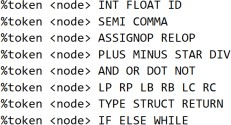 %token <node> INT FLOAT ID
%token <node> SEMI COMMA
%token <node> ASSIGNOP RELOP
%token <node> PLUS MINUS STAR DIV
%token <node> AND OR DOT NOT
%token <node> LP RP LB RB LC RC
%token <node> TYPE STRUCT RETURN
%token <node> IF ELSE WHILE